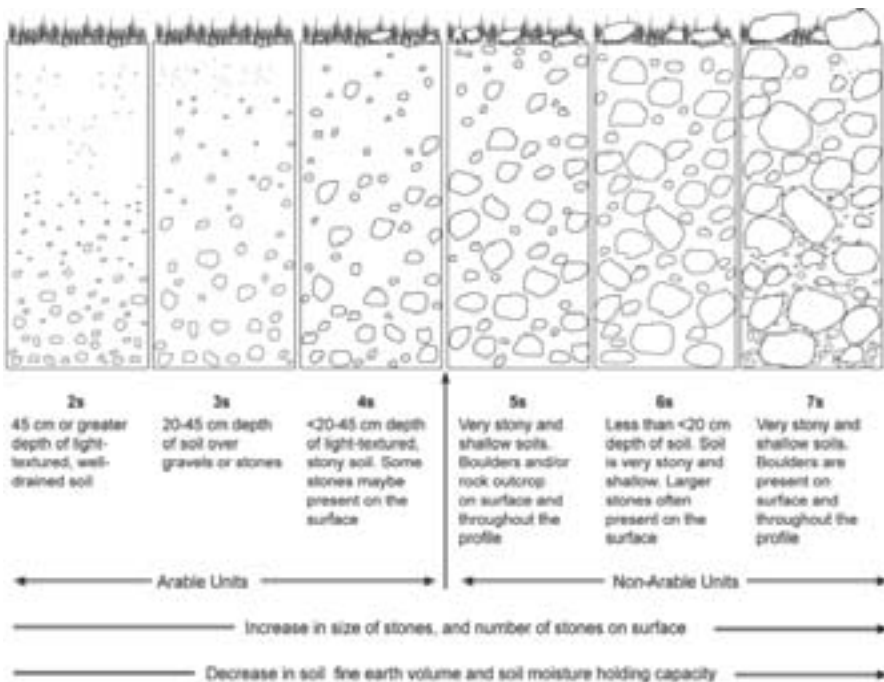 2s
45 cm or greater
depth of light-
textured, well-
drained soil
3s
20-45 cm depth
of soil over
gravels or stones
4s
<20-45 cm depth
of light-textured,
stony soil. Some
stones maybe
present on the
surface
5s
Very stony and
shallow soils.
Boulders and/or
rock outcrop
on surface and
throughout the
profile
6s
Less than <20 cm
depth of soil. Soil
is very stony and
shallow. Larger
stones often
present on the
surface
7s
Very stony and
shallow soils.
Boulders are
present on
surface and
throughout the
profile
Arable Units
Non-Arable Units
Increase in size of stones, and number of stones on surface
Decrease in soil fine earth volume and soil moisture holding capacity